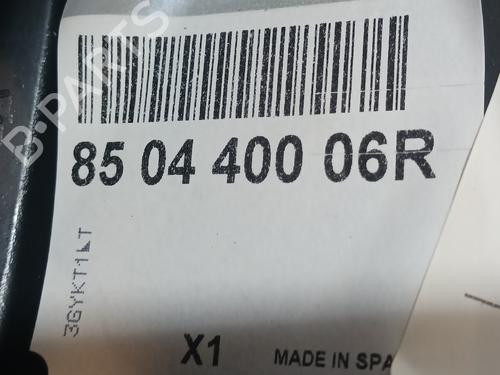 B-PARTS
85 04 400 06R
3GYKT1LT
X1
MADE IN SPA